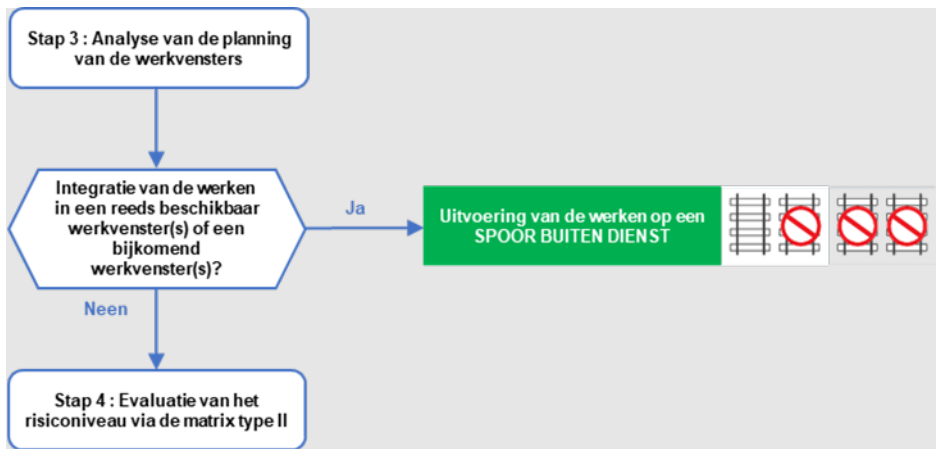 Stap 3 : Analyse van de planning
van de werkvensters
Integratie van de werken
in een reeds beschikbaar
werkvenster(s) of een
bijkomend
werkvenster(s)?
Ja
Uitvoering van de werken op een
SPOOR BUITEN DIENST
Neen
Stap 4 : Evaluatie van het
risiconiveau via de matrix type II